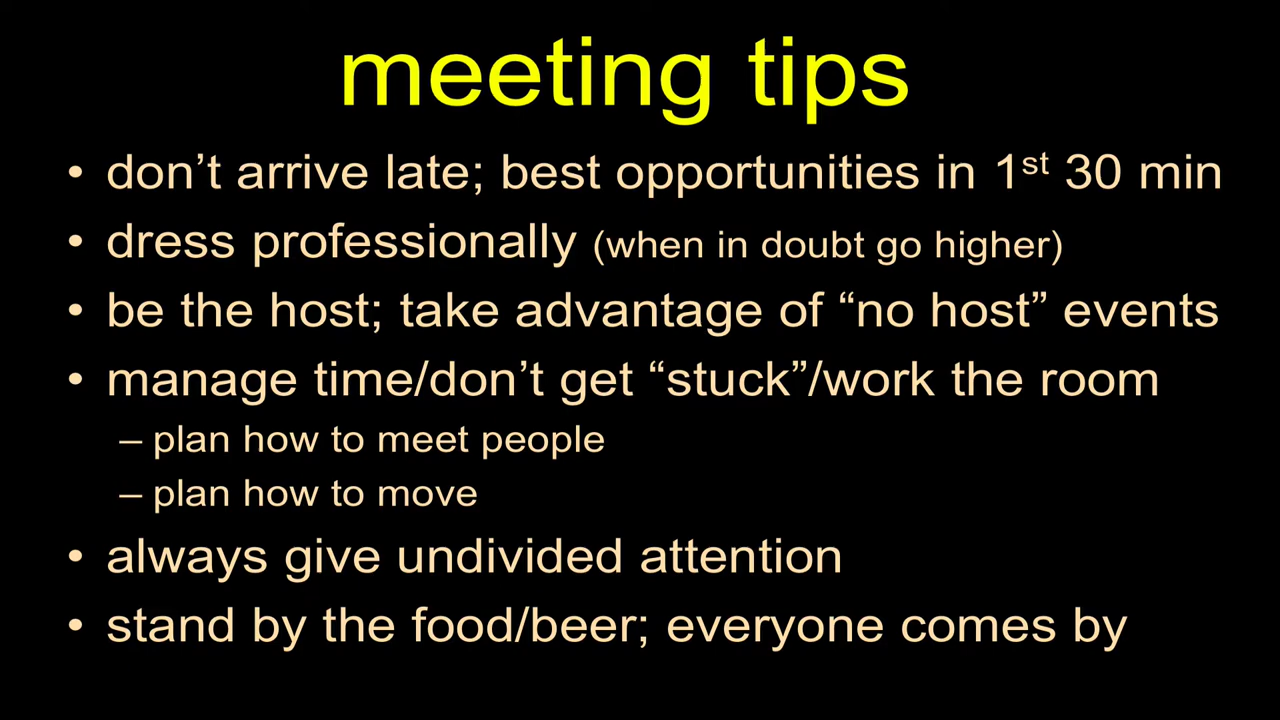 meeting tips
• don’t arrive late; best opportunities in 1st 30 min
• dress professionally (when in doubt go higher)
• be the host; take advantage of “no host” events
• manage time/don’t get “stuck”/work the room
– plan how to meet people
– plan how to move
• always give undivided attention
• stand by the food/beer; everyone comes by